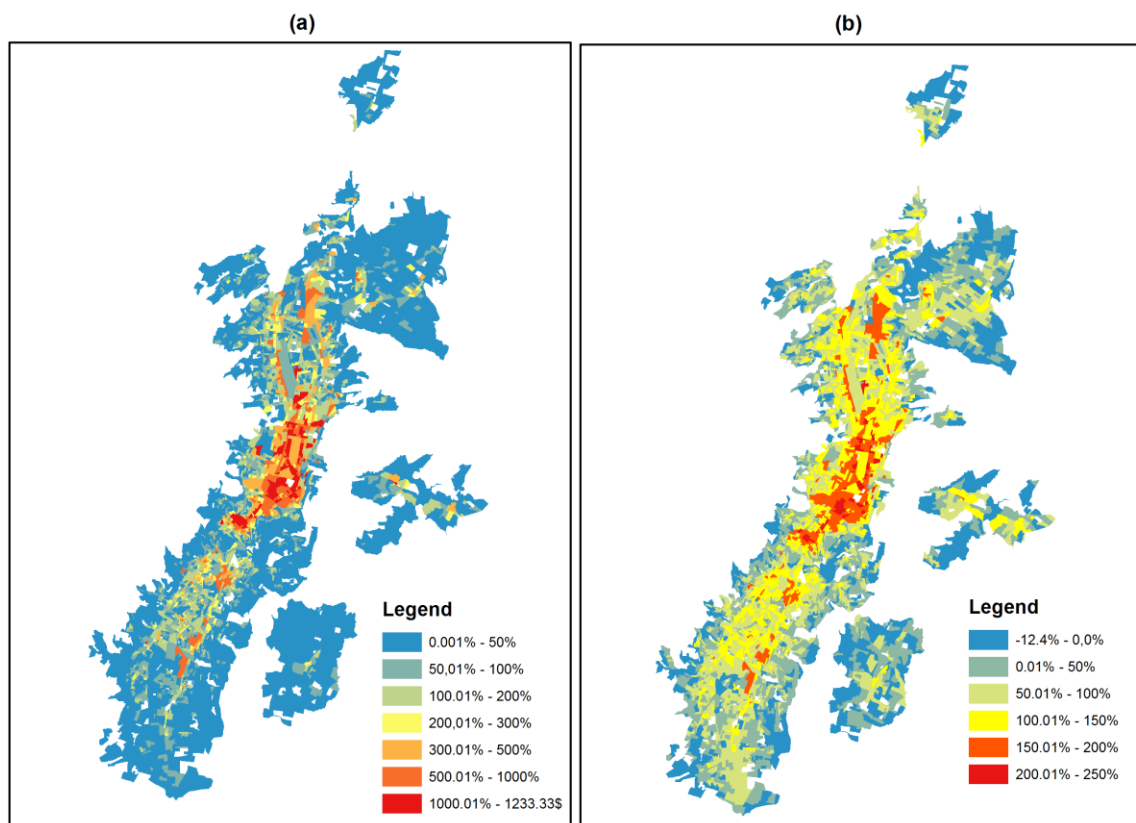 (a)
(b)
Legend
0.001% - 50%
50,01% - 100%
100.01% - 200%
200,01% - 300%
300.01% - 500%
500.01% - 1000%
1000.01% - 1233.33$
Legend
-12.4% - 0,0%
0.01% - 50%
50.01% - 100%
100.01% - 150%
150.01% - 200%
200.01% - 250%